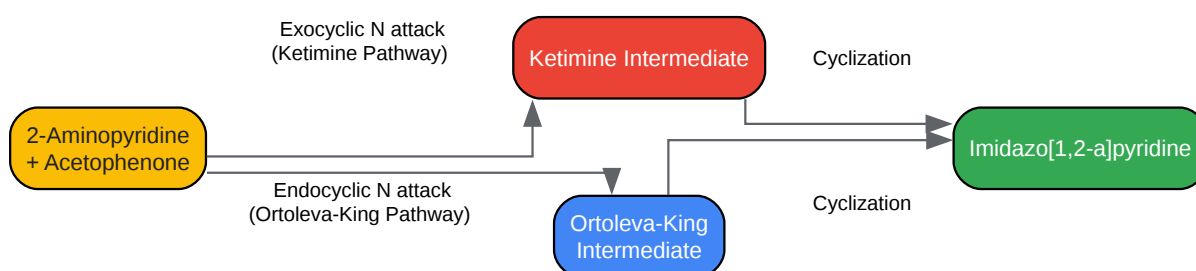 Exocyclic N attack
(Ketimine Pathway)
Ketimine Intermediate
Cyclization
2-Aminopyridine
+ Acetophenone
Imidazo[1,2-a]pyridine
Endocyclic N attack
(Ortoleva-King Pathway)
Ortoleva-King
Intermediate
Cyclization